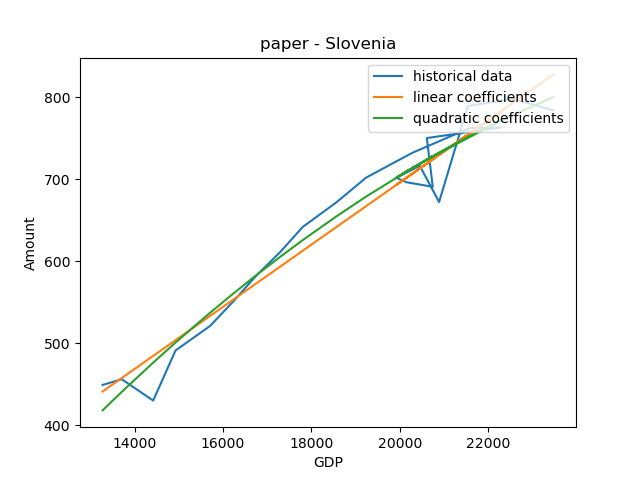 paper - Slovenia
historical data
linear coefficients
quadratic coefficients
Amount
800
700
600
500
400
14000 16000 18000 20000 22000
GDP